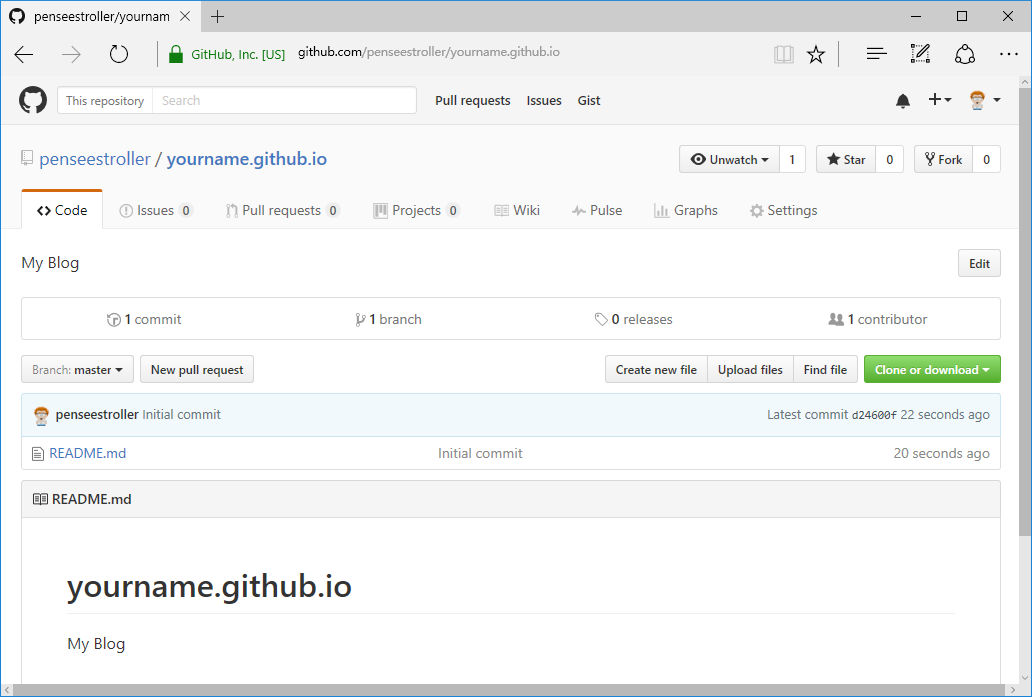 penseestroller/yournam
GitHub, Inc. [US] github.com/penseestroller/yourname.github.io
This repository Search Pull requests Issues Gist
penseestroller / yourname.github.io Unwatch 1 Star 0 Fork 0
Code Issues 0 Pull requests 0 Projects 0 Wiki Pulse Graphs Settings
My Blog Edit
1 commit 1 branch 0 releases 1 contributor
Branch: master New pull request Create new file Upload files Find file Clone or download
penseestroller Initial commit Latest commit d24600f 22 seconds ago
README.md Initial commit 20 seconds ago
README.md
yourname.github.io
My Blog